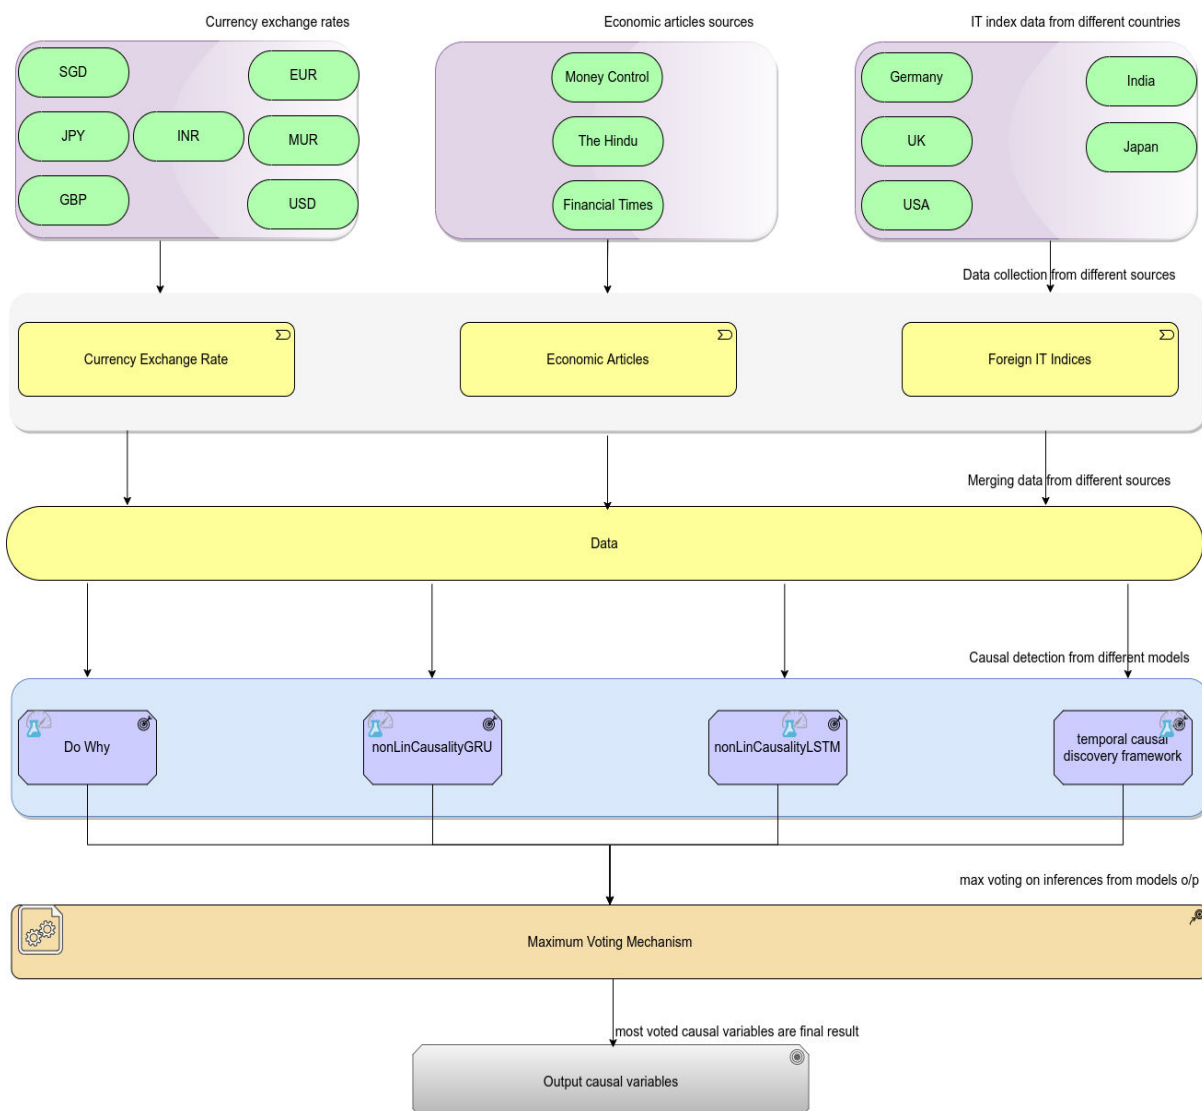 Currency exchange rates
Economic articles sources
IT index data from different countries
SGD
EUR
JPY
INR
MUR
GBP
USD
Money Control
The Hindu
Financial Times
Germany
India
UK
Japan
USA
Data collection from different sources
Currency Exchange Rate
Economic Articles
Foreign IT Indices
Merging data from different sources
Data
Causal detection from different models
Do Why
nonLinCausalityGRU
nonLinCausalityLSTM
temporal causal
discovery framework
max voting on inferences from models o/p
Maximum Voting Mechanism
most voted causal variables are final result
Output causal variables